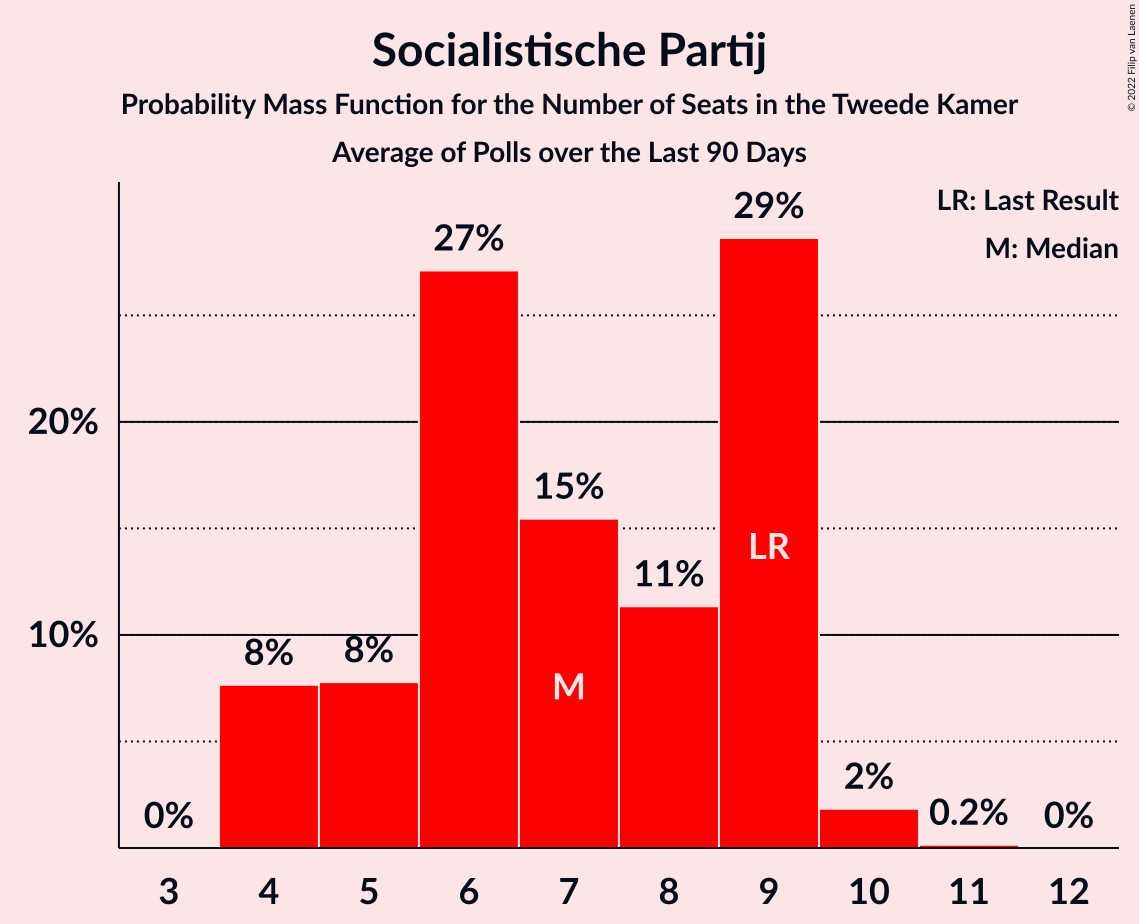 Socialistische Partij
Probability Mass Function for the Number of Seats in the Tweede Kamer
Average of Polls over the Last 90 Days
© 2022 Filip van Laenen
LR: Last Result
M: Median
29%
27%
20%
15%
LR
11%
10%
8%
8%
M
2%
0%
0.2%
0%
3 4 5 6 7 8 9 10 11 12